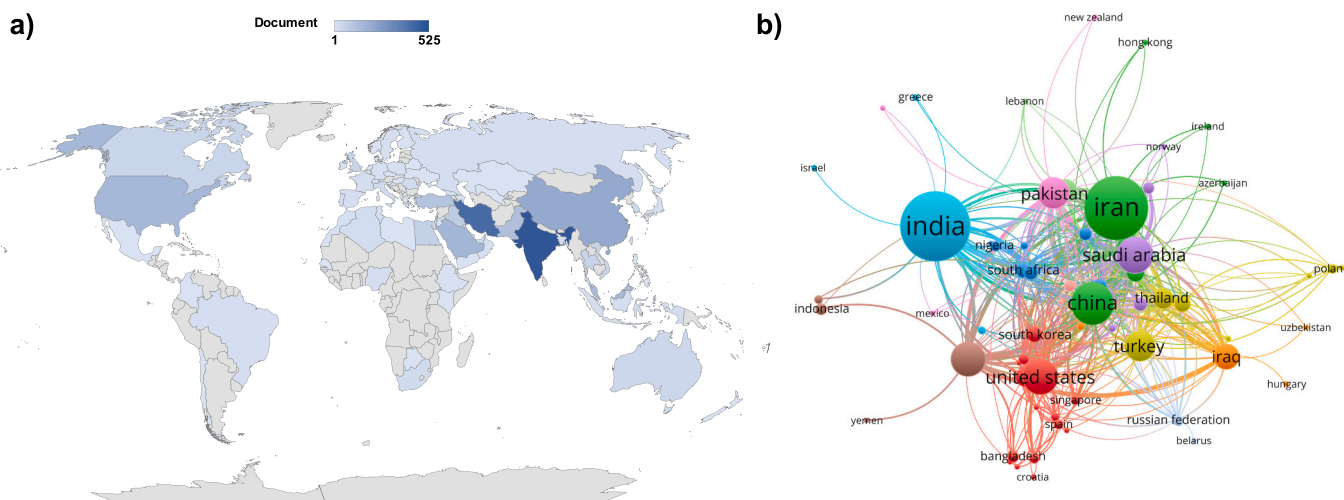 a)
Document
1
525
b)
new zealand
hong kong
greece
lebanon
ireland
norway
israel
azerbaijan
pakistan
iran
india
nigeria
saudi arabia
south africa
polan
china
thailand
indonesia
mexico
uzbekistan
south korea
turkey
iraq
united states
hungary
singapore
yemen
spain
russian federation
belarus
bangladesh
croatia